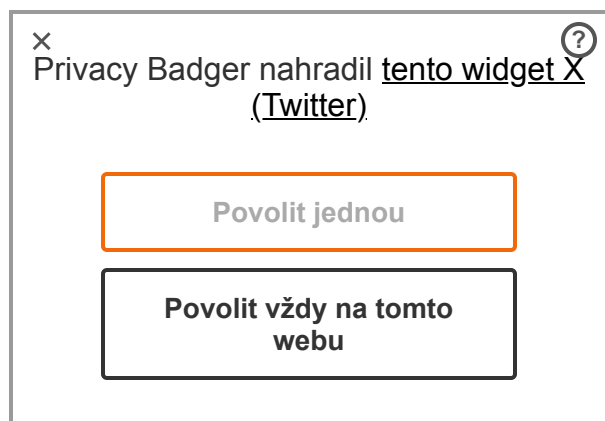 ×
?
Privacy Badger nahradil tento widget X
(Twitter)
Povolit jednou
Povolit vždy na tomto
webu